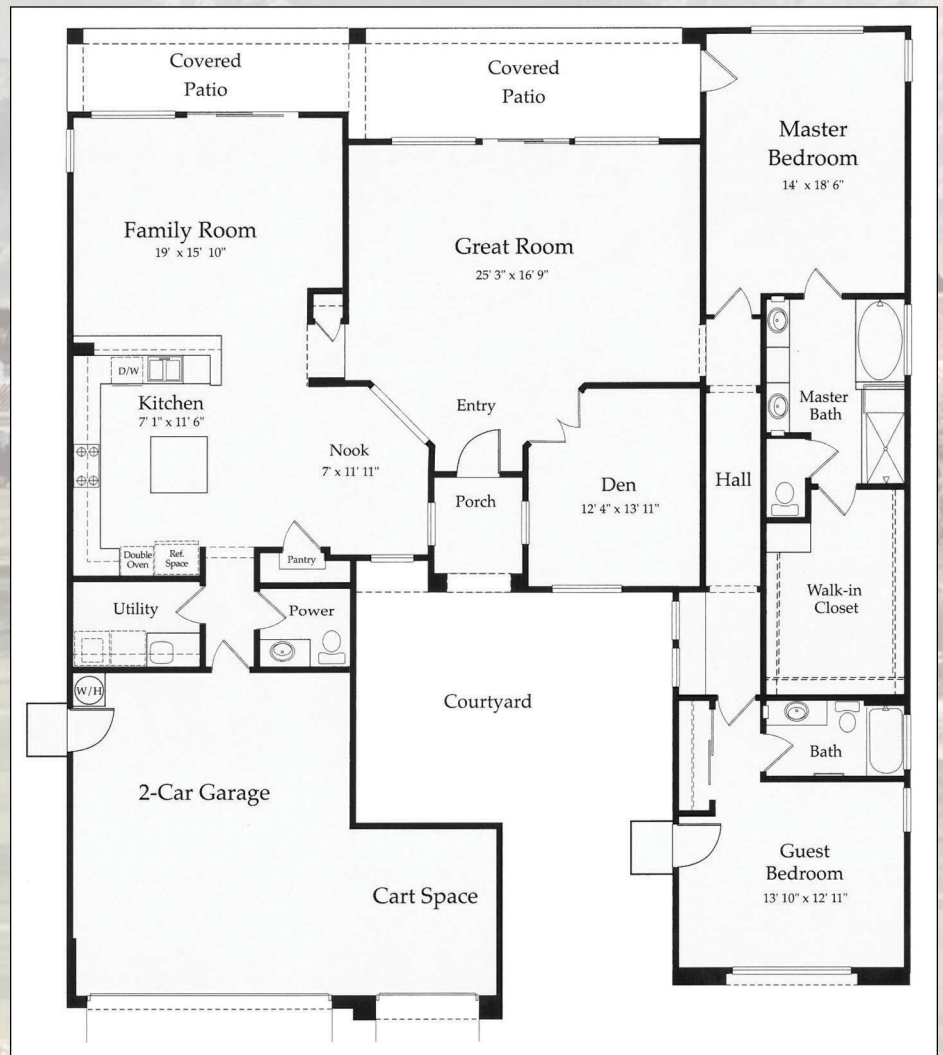 Covered
Patio
Covered
Patio
Master
Bedroom
14' x 18' 6"
Family Room
19' x 15' 10"
Great Room
25' 3" x 16' 9"
D/W
Kitchen
7' 1" x 11' 6"
Entry
Master
Bath
Nook
7' x 11' 11"
Hall
Den
12' 4" x 13' 11"
Porch
Double
Oven
Ref.
Space
Pantry
Utility
Power
Walk-in
Closet
W/H
Courtyard
Bath
2-Car Garage
Guest
Bedroom
13' 10" x 12' 11"
Cart Space